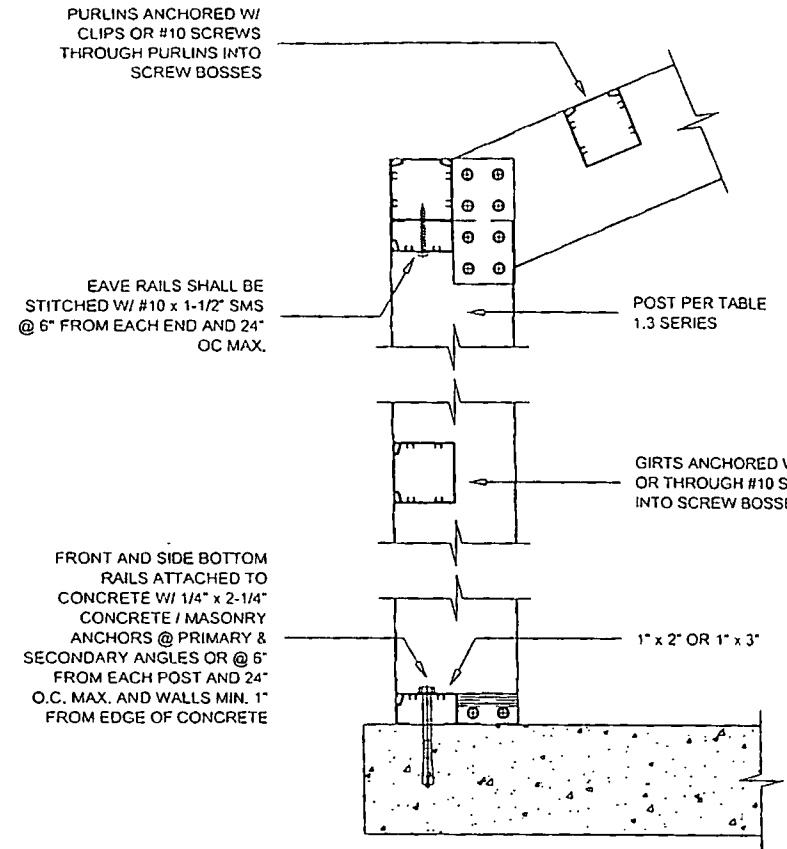 PURLINS ANCHORED W/
CLIPS OR #10 SCREWS
THROUGH PURLINS INTO
SCREW BOSSES
EAVE RAILS SHALL BE
STITCHED W/ #10 x 1-1/2" SMS
@ 6" FROM EACH END AND 24"
OC MAX.
POST PER TABLE
1.3 SERIES
GIRTS ANCHORED
OR THROUGH #10
INTO SCREW
FRONT AND SIDE BOTTOM
RAILS ATTACHED TO
CONCRETE W/ 1/4" x 2-1/4"
CONCRETE / MASONRY
ANCHORS @ PRIMARY &
SECONDARY ANGLES OR @ 6"
FROM EACH POST AND 24"
O.C. MAX. AND WALLS MIN. 1"
FROM EDGE OF CONCRETE
1" x 2" OR 1" x 3"